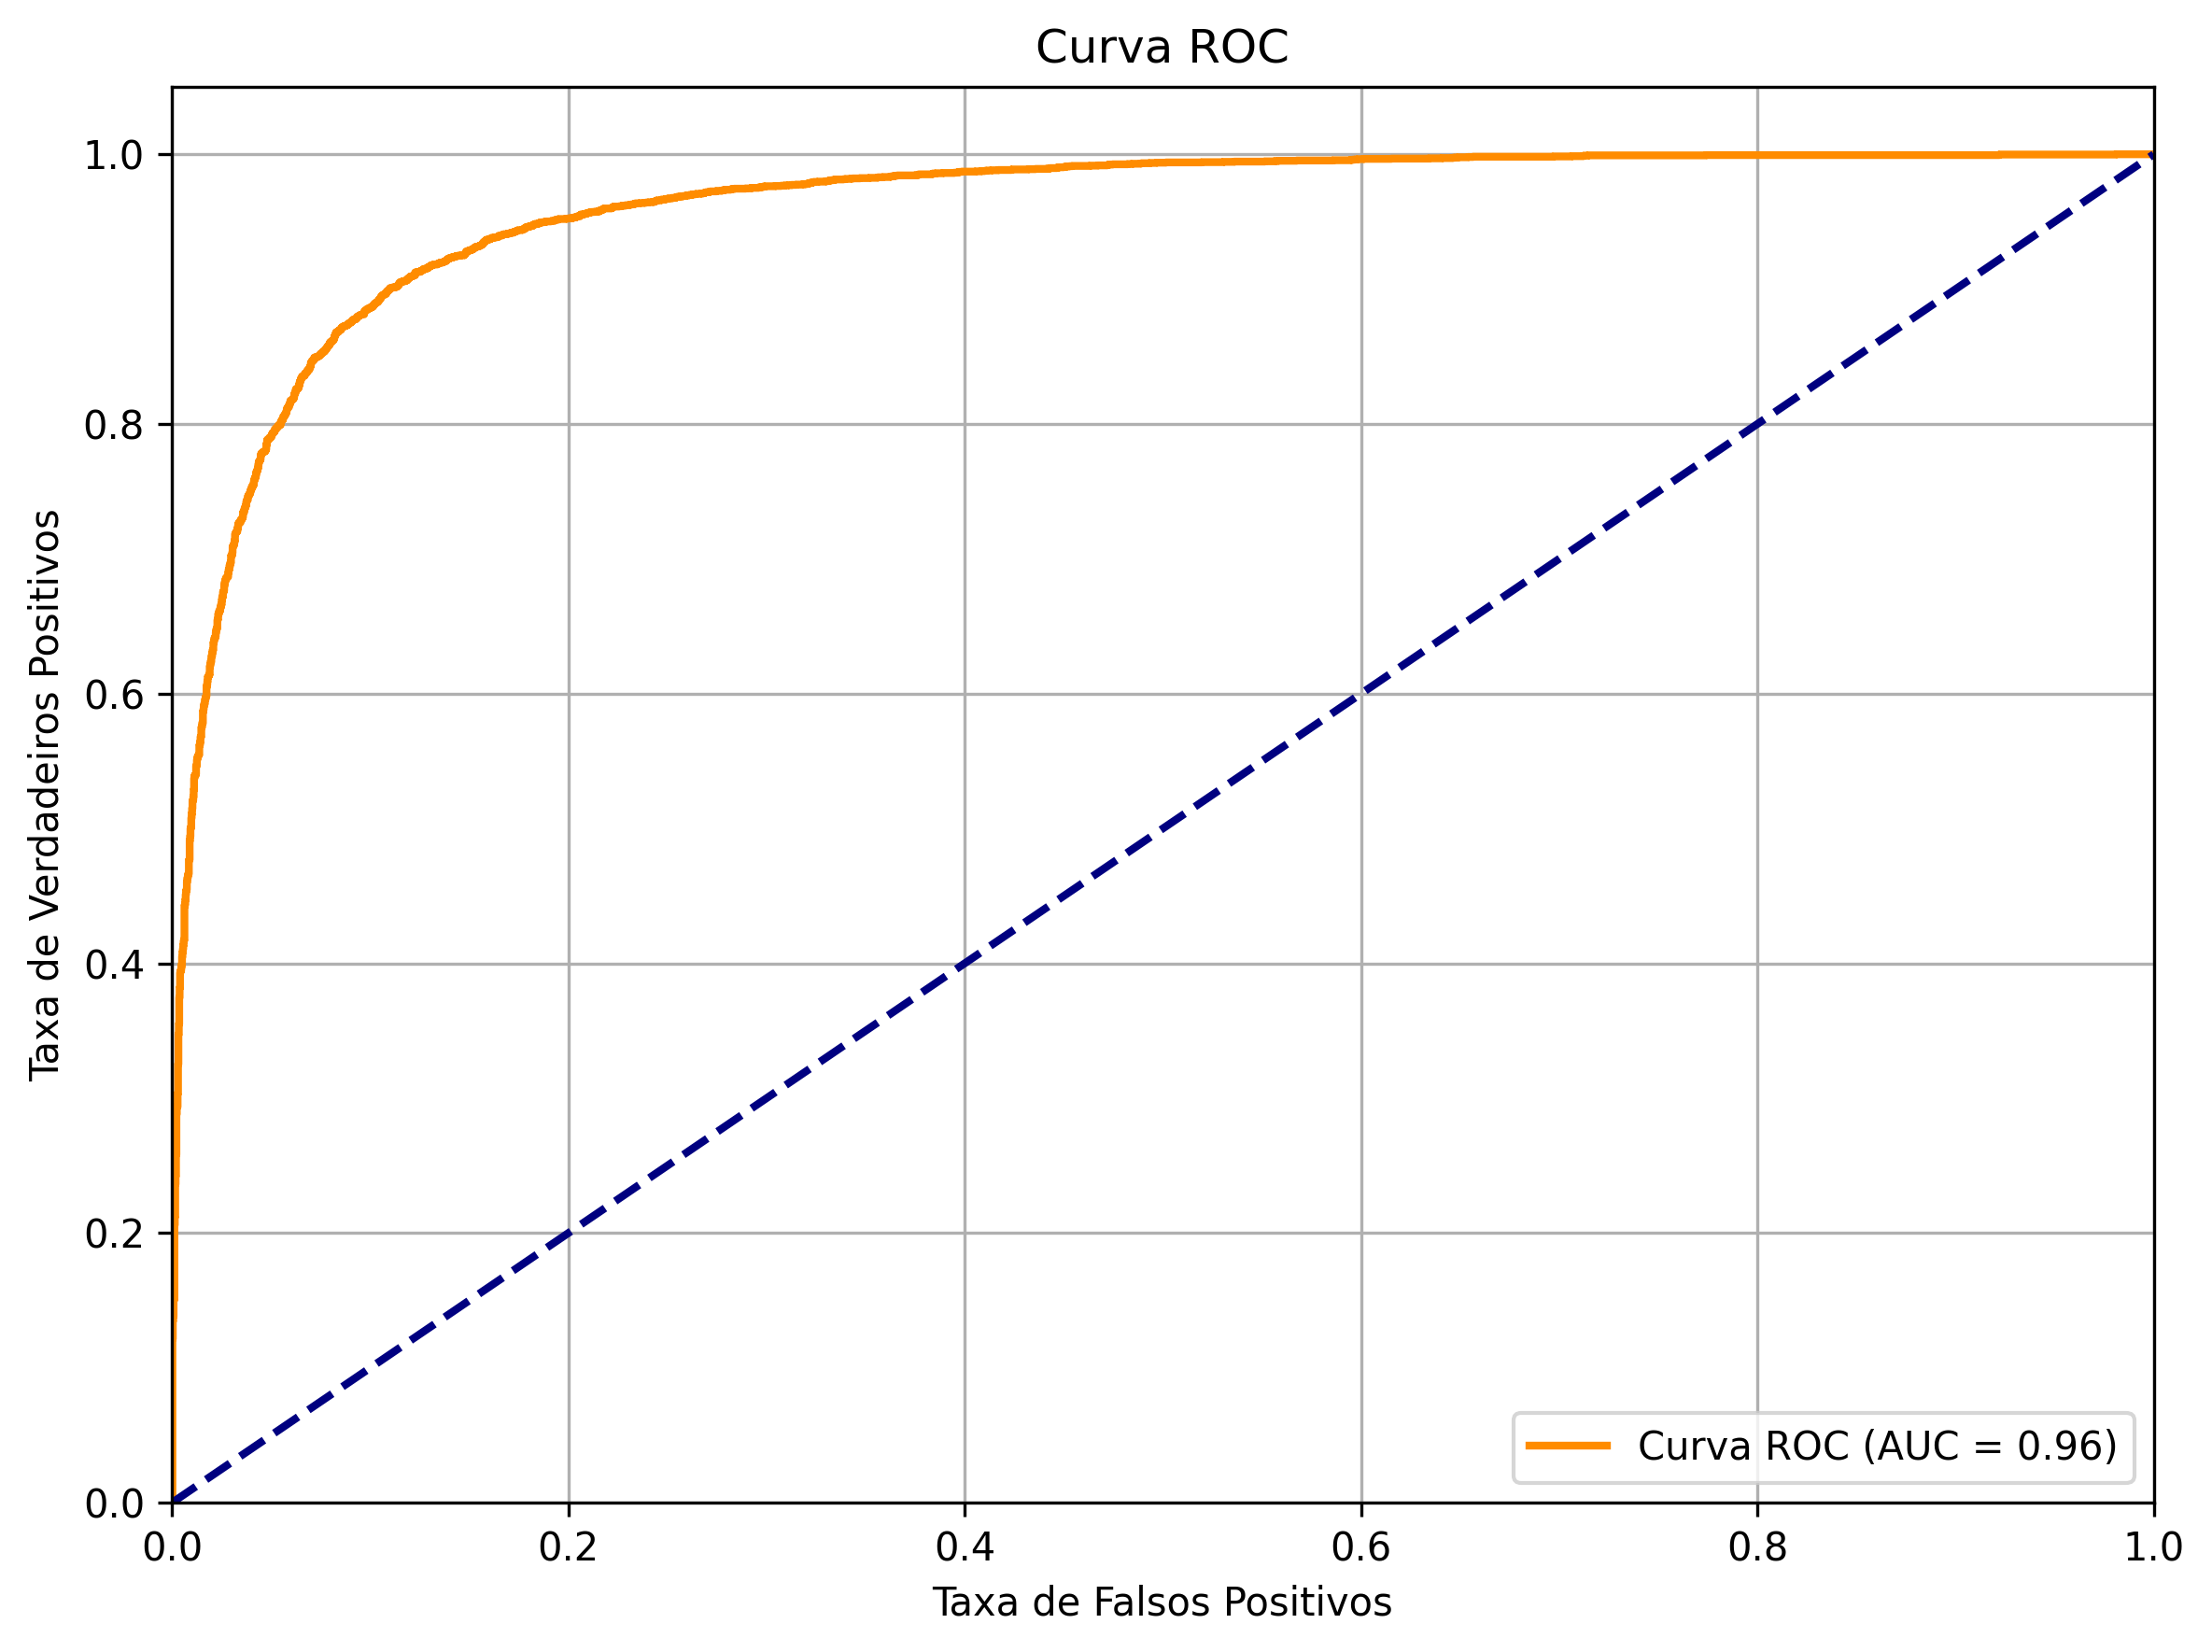 Curva ROC
1.0
0.8
0.6
0.4
0.2
0.0
Taxa de Verdadeiros Positivos
Curva ROC (AUC = 0.96)
0.0 0.2 0.4 0.6 0.8 1.0
Taxa de Falsos Positivos